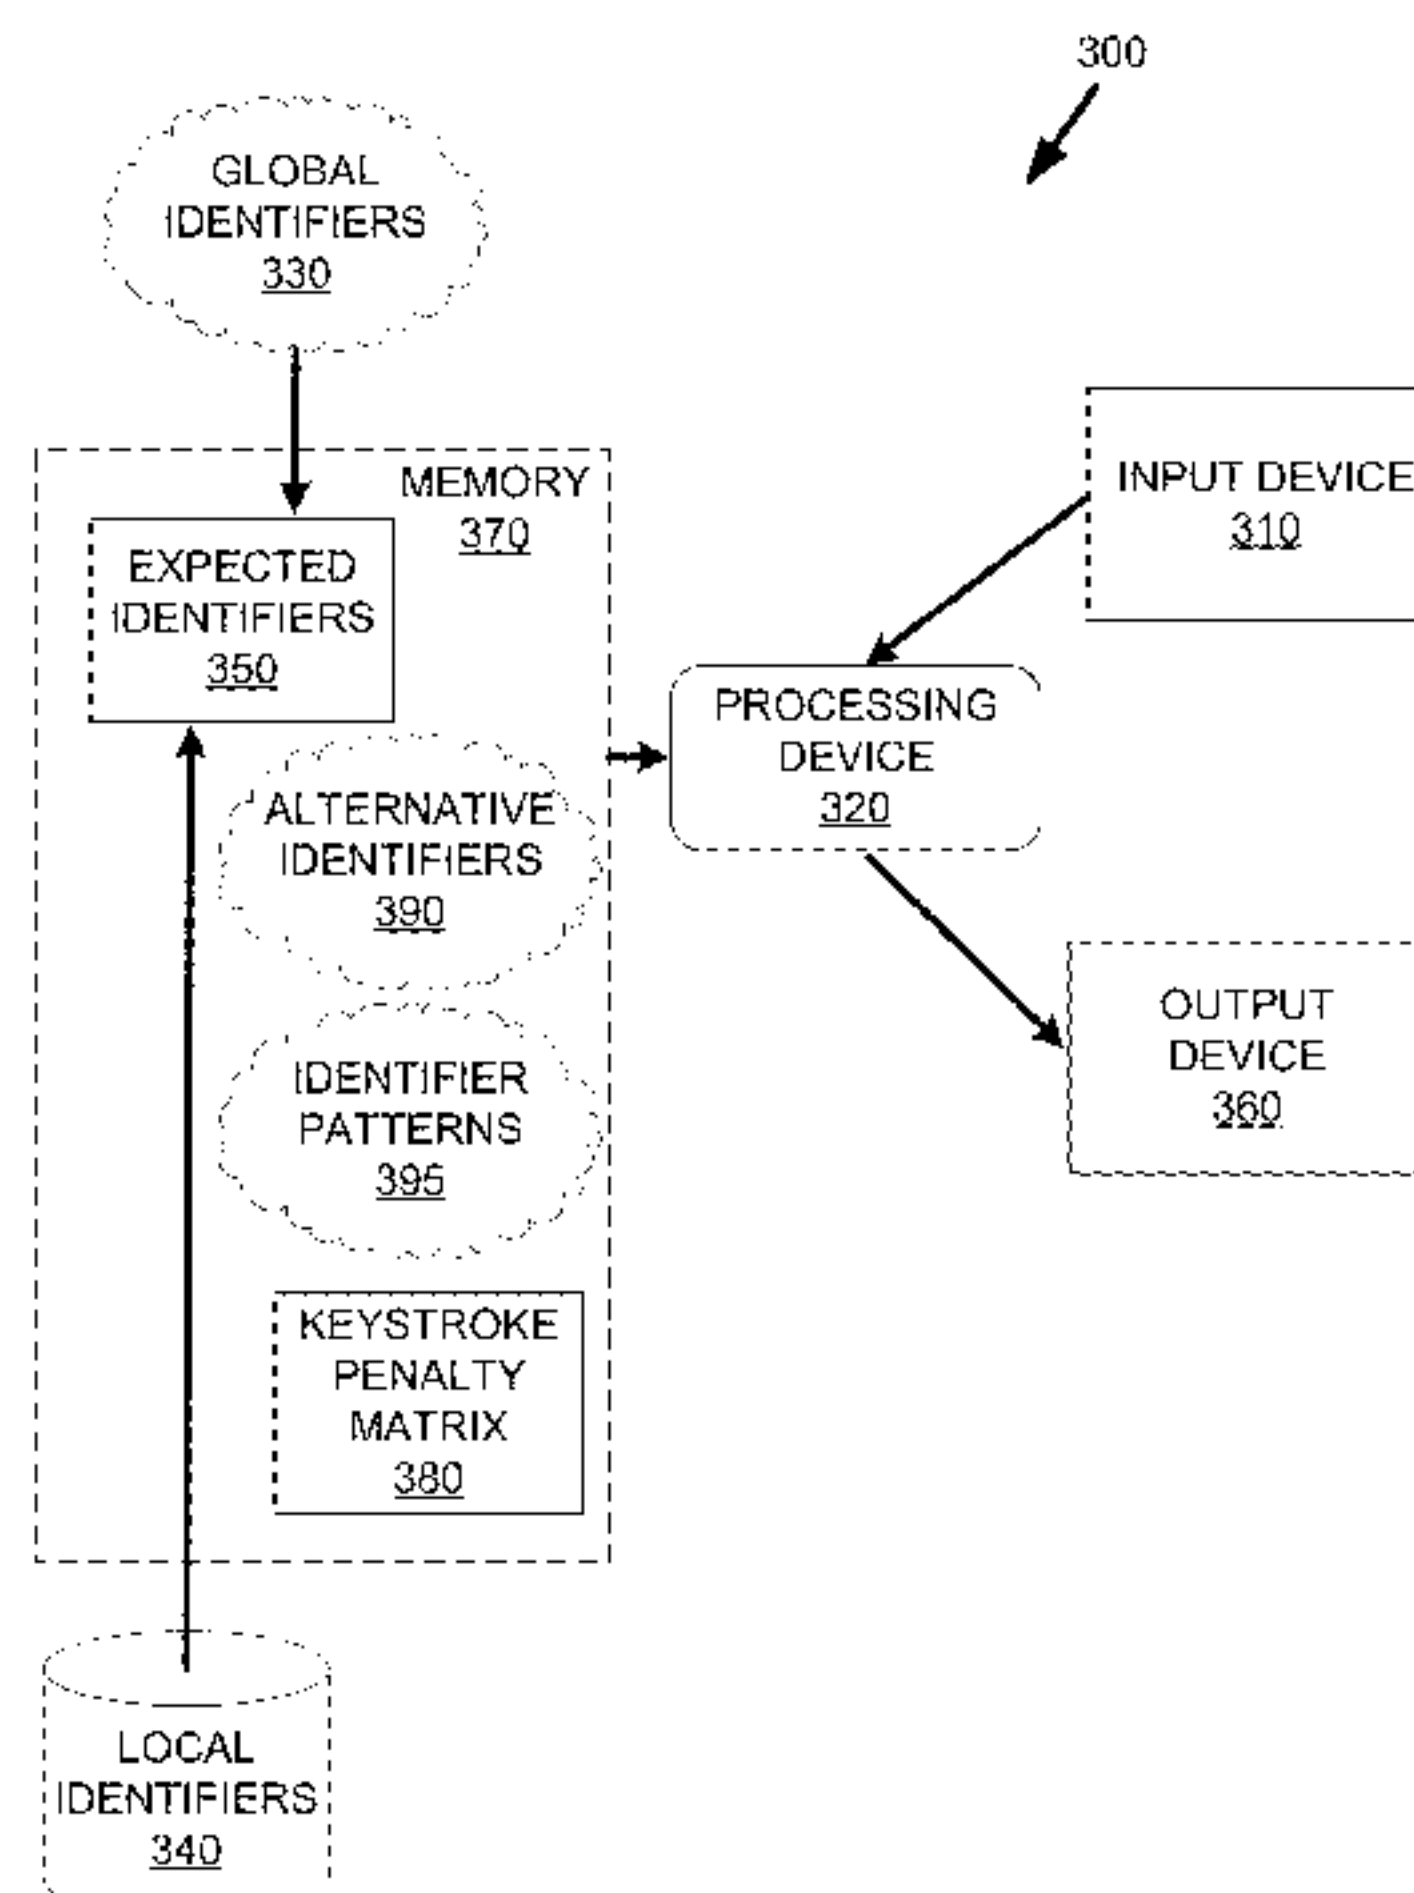 300
GLOBAL
IDENTIFIERS
330
MEMORY
370
EXPECTED
IDENTIFIERS
350
INPUT DEVICE
310
PROCESSING
DEVICE
320
ALTERNATIVE
IDENTIFIERS
390
OUTPUT
DEVICE
360
IDENTIFIER
PATTERNS
395
KEYSTROKE
PENALTY
MATRIX
380
LOCAL
IDENTIFIERS
340